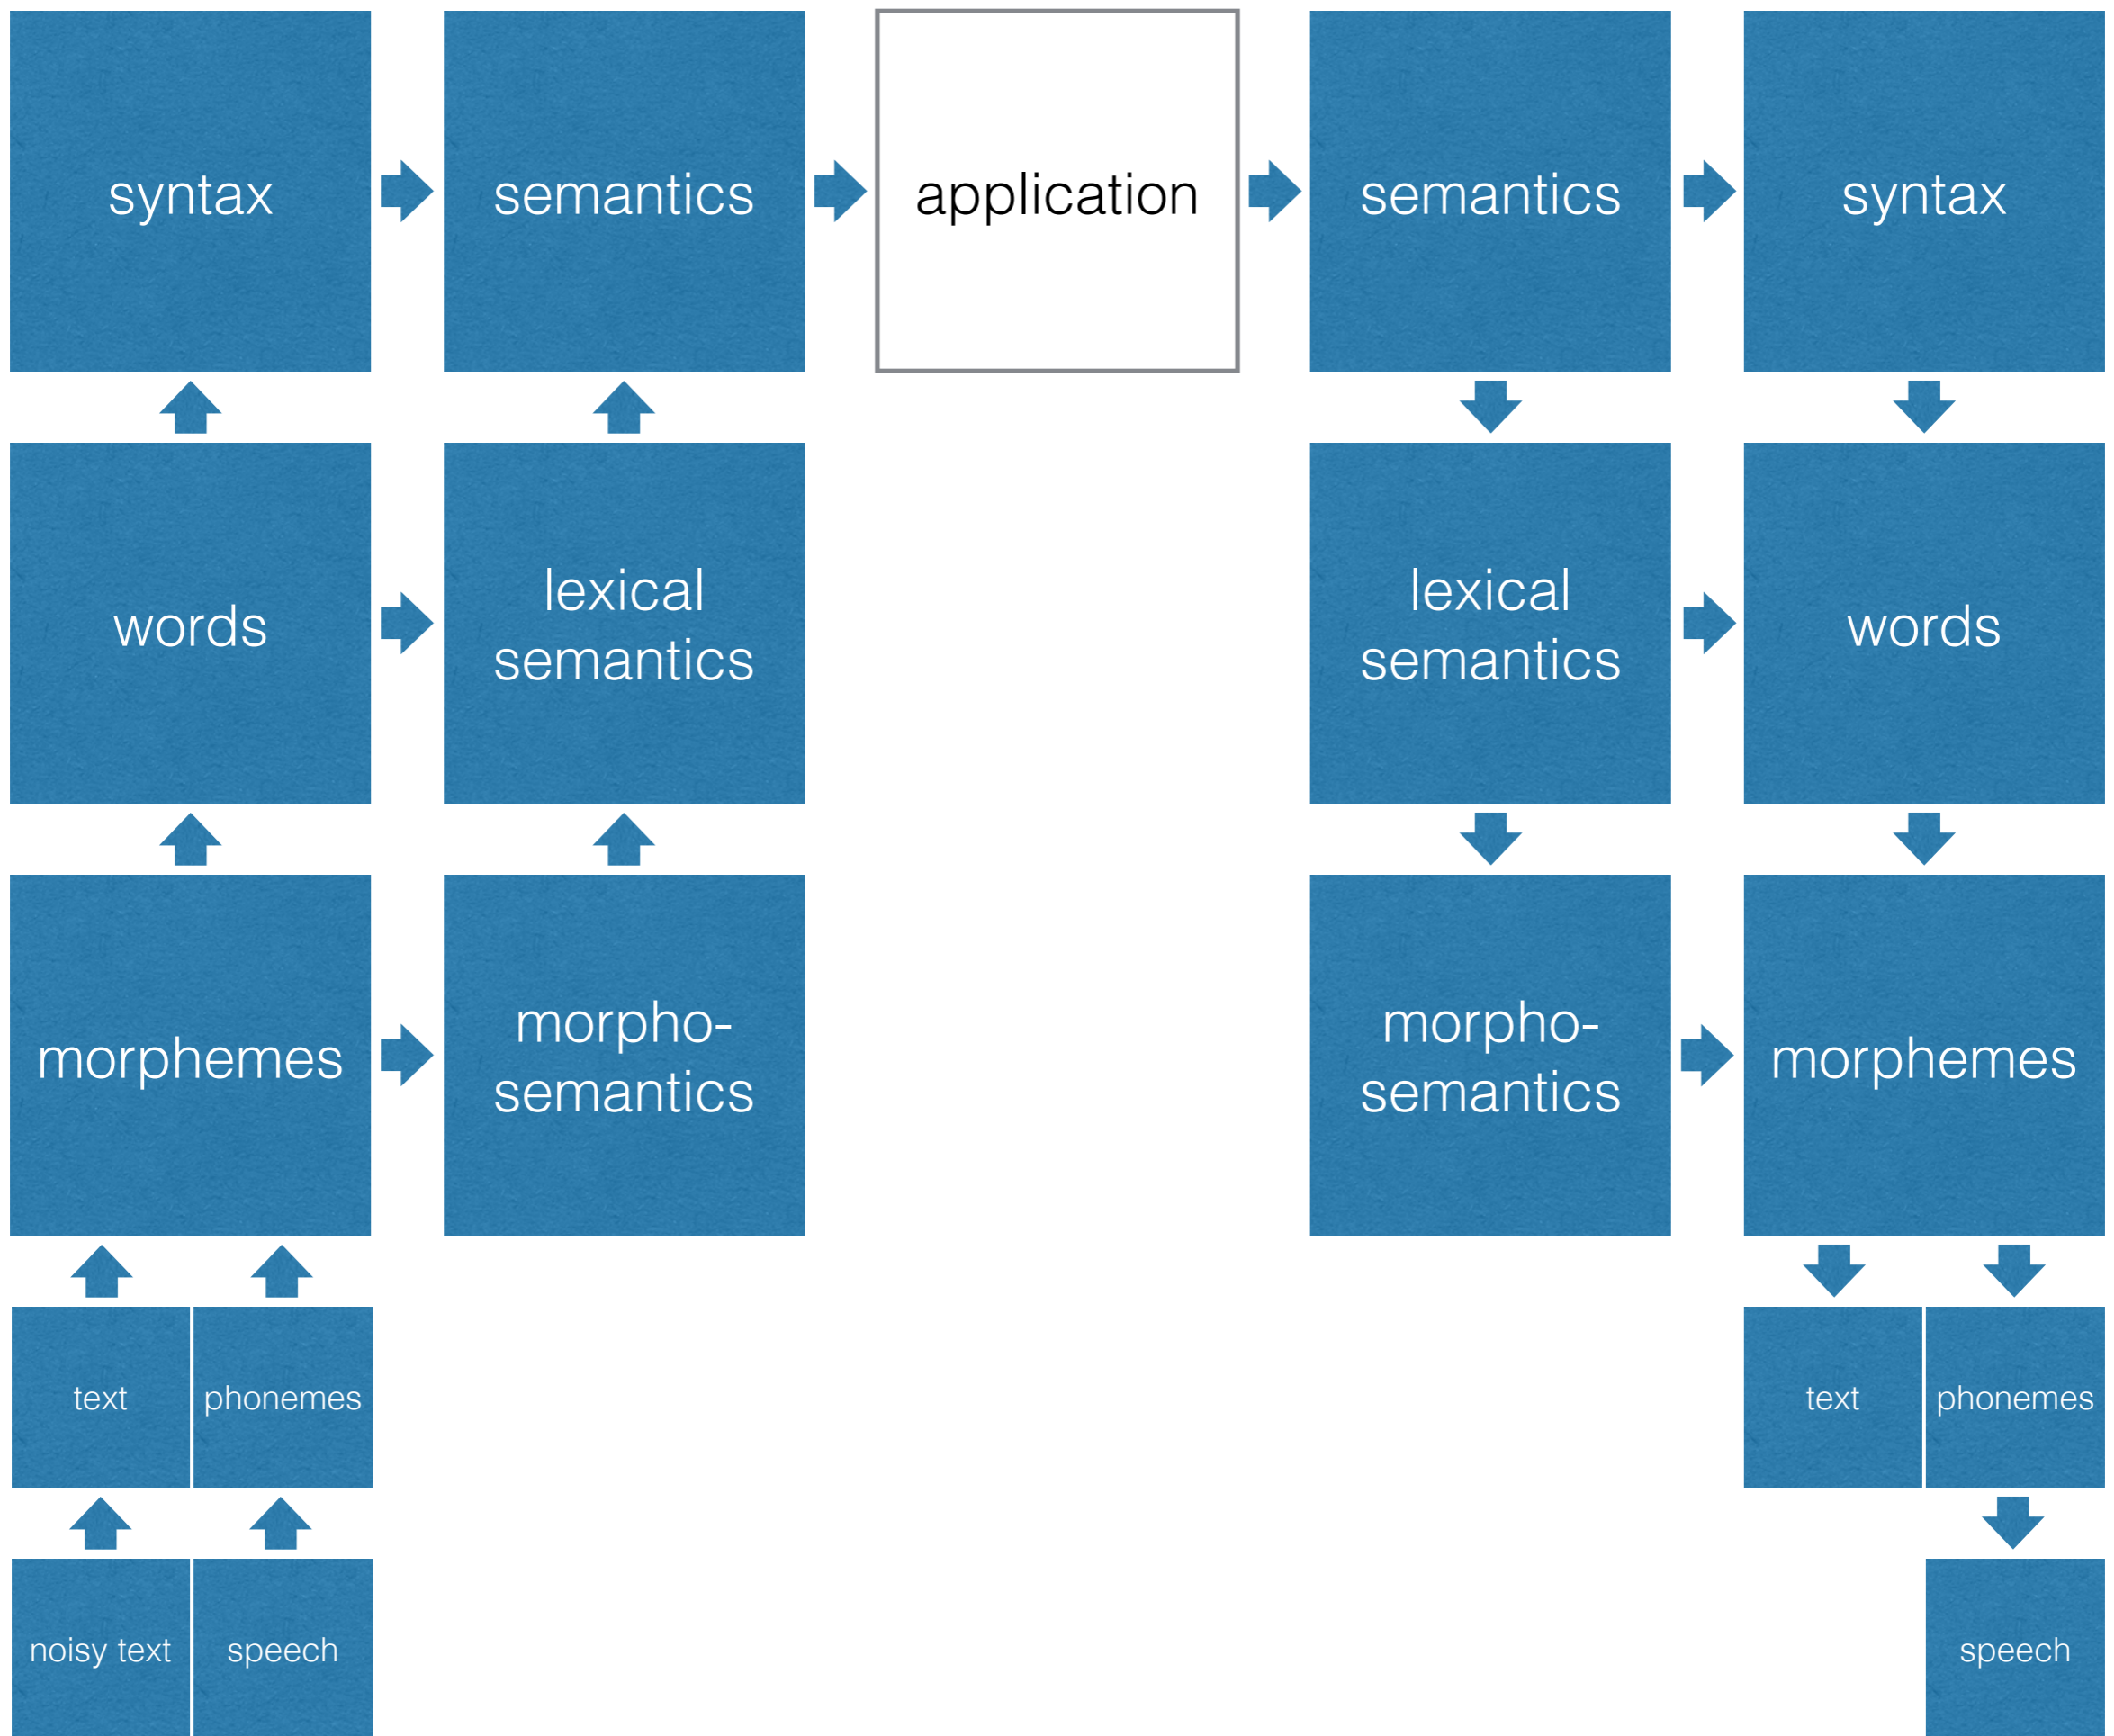 syntax
semantics
application
semantics
syntax
words
lexical
semantics
lexical
semantics
words
morphemes
morpho-
semantics
morpho-
semantics
morphemes
text
phonemes
text
phonemes
noisy text
speech
speech